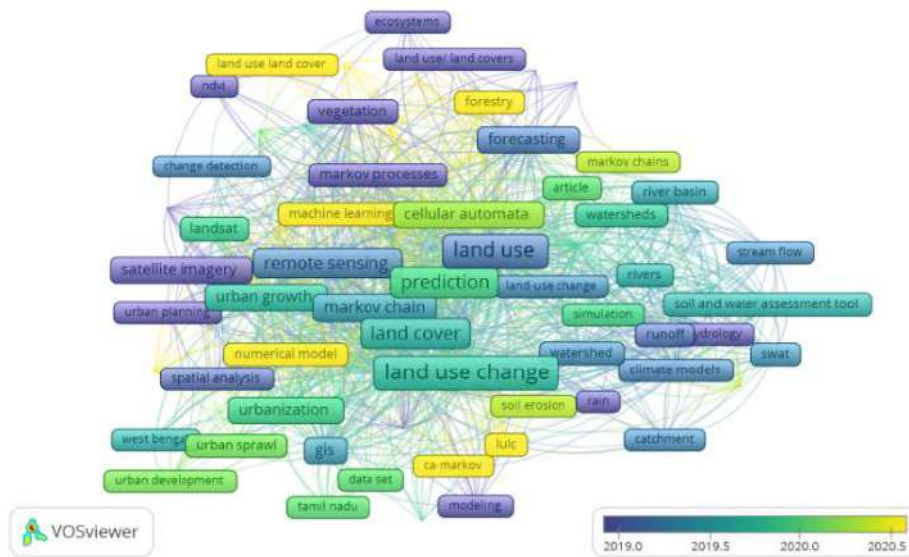 ecosystems
land use land cover
land use/ land covers
ndvi
forestry
vegetation
forecasting
change detection
markov chains
markov processes
article
river basin
machine learning
cellular automata
watersheds
landsat
land use
stream flow
satellite imagery
remote sensing
prediction
land-use change
rivers
urban growth
urban planning
markov chain
simulation
soil and water assessment tool
land cover
runoff
ydrology
numerical model
watershed
swat
spatial analysis
land use change
climate models
urbanization
soil erosion
rain
west benga
urban sprawl
gis
lulc
catchment
urban development
data set
ca-markov
tamil nadu
modeling
VOSviewer
2019.0 2019.5 2020.0 2020.5